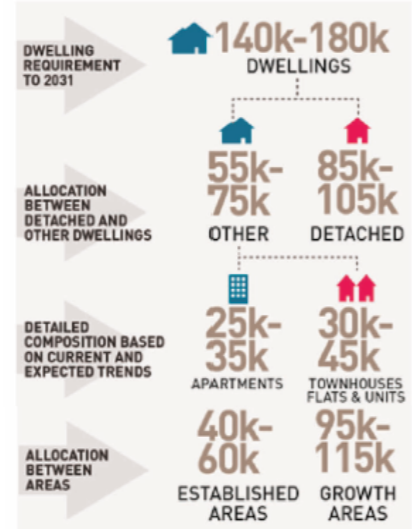 DWELLING
REQUIREMENT
TO 2031
140k-180k
DWELLINGS
ALLOCATION
BETWEEN
DETACHED AND
OTHER DWELLINGS
55k-
75k
OTHER
85k-
105k
DETACHED
DETAILED
COMPOSITION BASED
ON CURRENT AND
EXPECTED TRENDS
25k-
35k
APARTMENTS
30k-
45k
TOWNHOUSES
FLATS & UNITS
ALLOCATION
BETWEEN
AREAS
40k-
60k
ESTABLISHED
AREAS
95k-
115k
GROWTH
AREAS